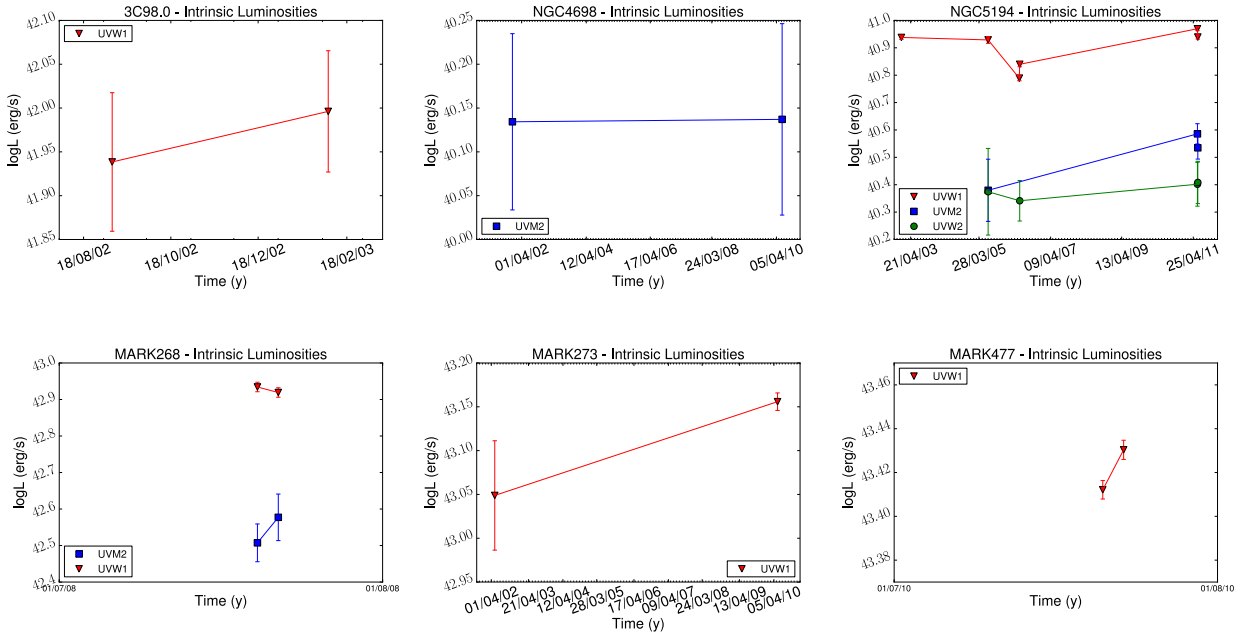 3C98.0 - Intrinsic Luminosities
UVW1
42.10
42.05
42.00
41.95
41.90
41.85
logL (erg/s)
18/08/02 18/10/02 18/12/02 18/02/03
Time (y)
NGC4698 - Intrinsic Luminosities
40.25
40.20
40.15
40.10
40.05
40.00
logL (erg/s)
UVM2
01/04/02 12/04/04 17/04/06 24/03/08 05/04/10
Time (y)
NGC5194 - Intrinsic Luminosities
41.0
40.9
40.8
40.7
40.6
40.5
40.4
40.3
40.2
logL (erg/s)
UVW1
UVM2
UVW2
21/04/03 28/03/05 09/04/07 13/04/09 25/04/11
Time (y)
MARK268 - Intrinsic Luminosities
43.0
42.9
42.8
42.7
42.6
42.5
42.4
logL (erg/s)
UVM2
UVW1
01/07/08 01/08/08
Time (y)
MARK273 - Intrinsic Luminosities
43.20
43.15
43.10
43.05
43.00
42.95
logL (erg/s)
UVW1
01/04/02 21/04/03 12/04/04 28/03/05 17/04/06 09/04/07 24/03/08 13/04/09 05/04/10
Time (y)
MARK477 - Intrinsic Luminosities
UVW1
43.46
43.44
43.42
43.40
43.38
logL (erg/s)
01/07/10 01/08/10
Time (y)